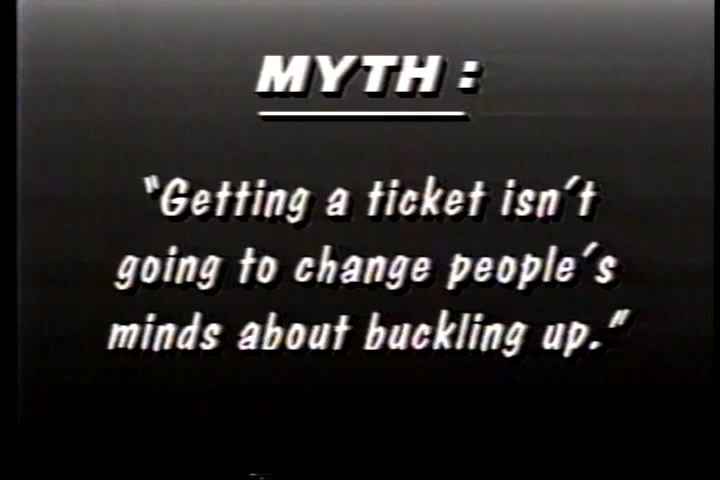 MYTH:
"Getting a ticket isn't
going to change people's
minds about buckling up."